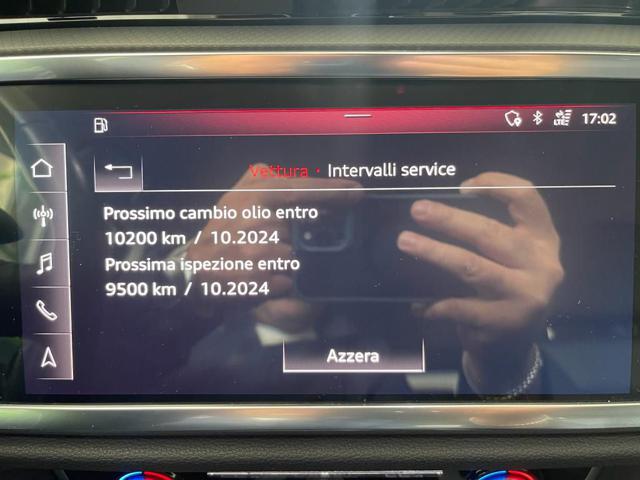 LTE 17:02
Vettura · Intervalli service
Prossimo cambio olio entro
10200 km / 10.2024
Prossima ispezione entro
9500 km / 10.2024
Azzera